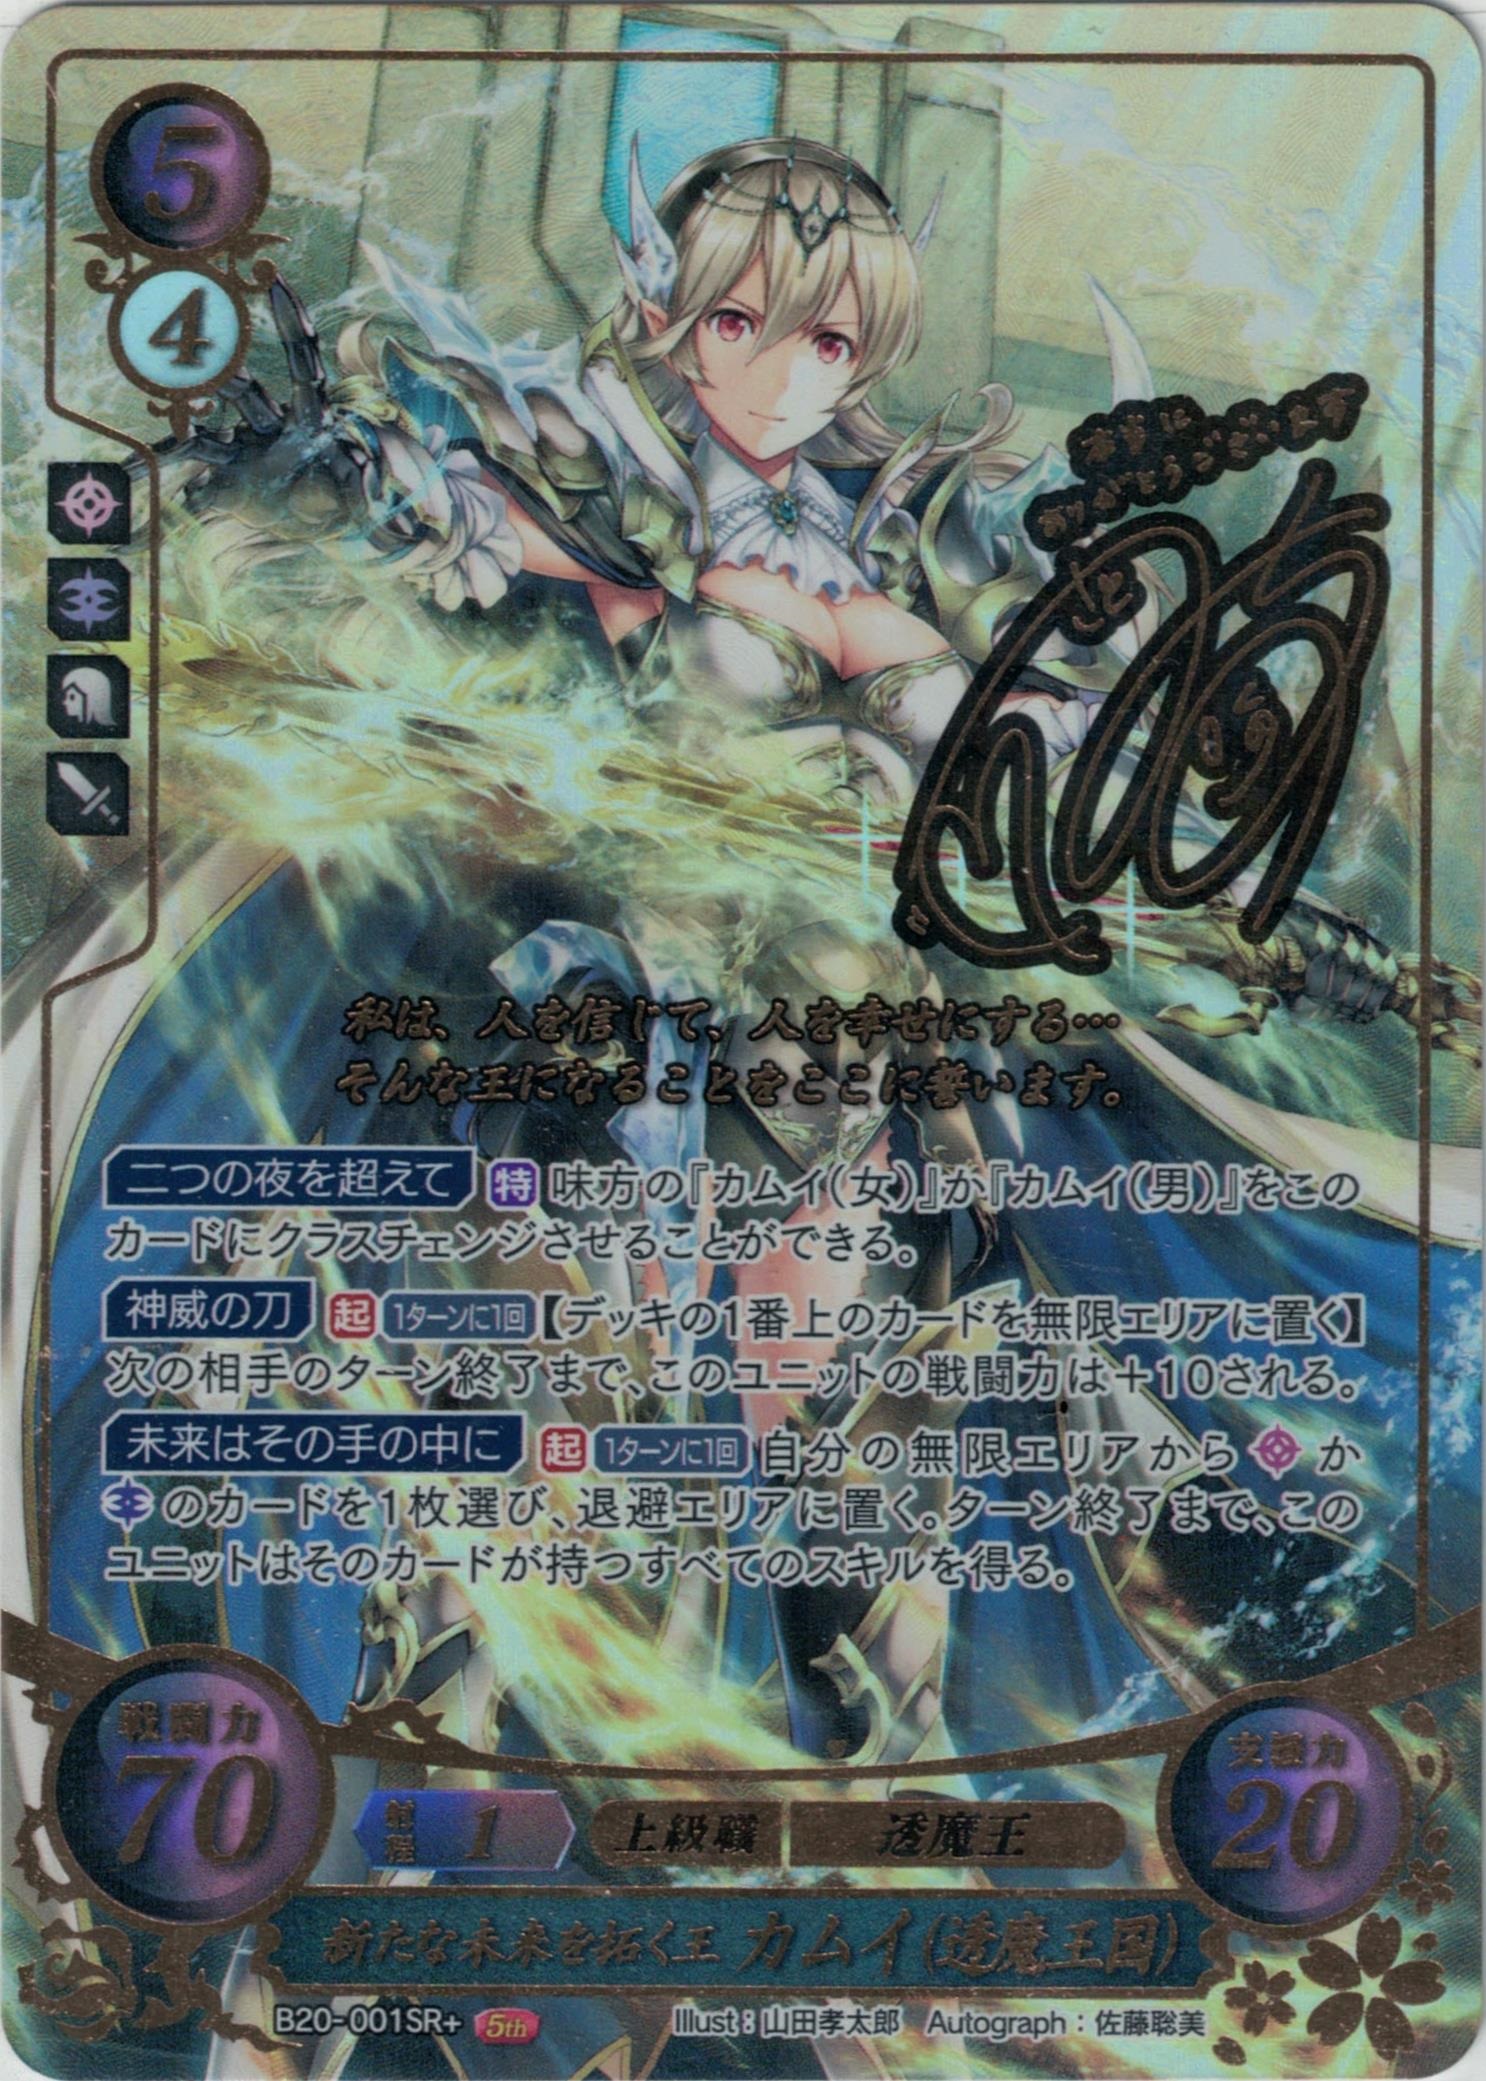 5
4
本当に
ありがとうございます
さとう
私は、人を信じて、人を幸せにする…
そんな王になることをここに誓います。
二つの夜を超えて 特 味方の『カムイ(女)』か『カムイ(男)』をこの
カードにクラスチェンジさせることができる。
神威の刀 起 1ターンに1回【デッキの1番上のカードを無限エリアに置く】
次の相手のターン終了まで、このユニットの戦闘力は+10される。
未来はその手の中に 起 1ターンに1回 自分の無限エリアから か
のカードを1枚選び、退避エリアに置く。ターン終了まで、この
ユニットはそのカードが持つすべてのスキルを得る。
戦闘力
70
射程 1
上級職 透魔王
支援力
20
新たな未来を拓く王 カムイ(透魔王国)
B20-001SR+ 5th Illust：山田孝太郎 Autograph：佐藤聡美